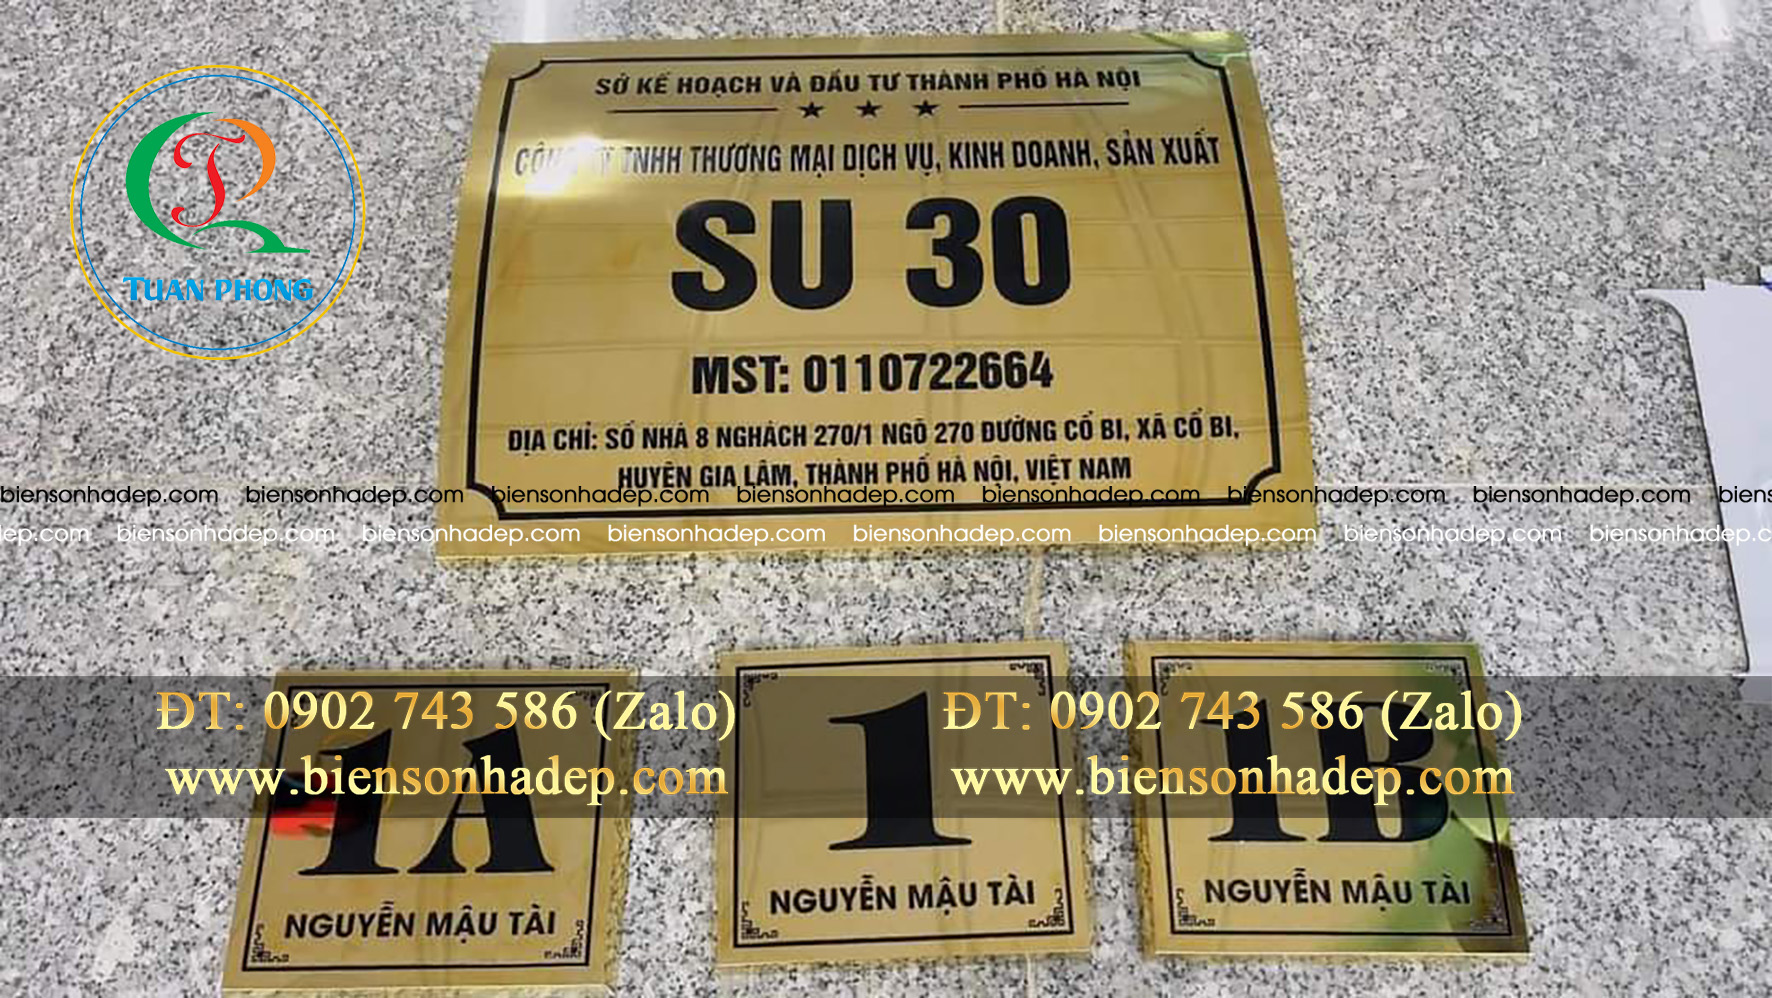 TUAN PHONG
SỞ KẾ HOẠCH VÀ ĐẦU TƯ THÀNH PHỐ HÀ NỘI
CÔNG TY TNHH THƯƠNG MẠI DỊCH VỤ, KINH DOANH, SẢN XUẤT
SU 30
MST: 0110722664
ĐỊA CHỈ: SỐ NHÀ 8 NGHÁCH 270/1 NGÕ 270 ĐƯỜNG CỔ BI, XÃ CỔ BI,
HUYỆN GIA LÂM, THÀNH PHỐ HÀ NỘI, VIỆT NAM
biensonhadep.com biensonhadep.com biensonhadep.com biensonhadep.com biensonhadep.com biensonhadep.com biensonhadep.com
biensonhadep.com biensonhadep.com biensonhadep.com biensonhadep.com biensonhadep.com biensonhadep.com
ĐT: 0902 743 586 (Zalo) ĐT: 0902 743 586 (Zalo)
www.biensonhadep.com www.biensonhadep.com
1A 1 1B
NGUYỄN MẬU TÀI NGUYỄN MẬU TÀI NGUYỄN MẬU TÀI